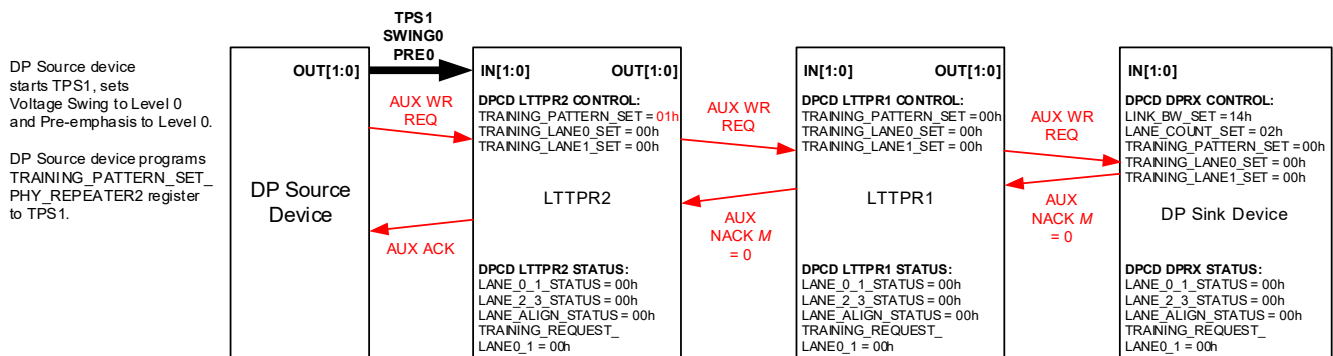 TPS1
SWING0
PRE0
DP Source device
starts TPS1, sets
Voltage Swing to Level 0
and Pre-emphasis to Level 0.
DP Source device programs
TRAINING_PATTERN_SET_
PHY_REPEATER2 register
to TPS1.
OUT[1:0]
DP Source
Device
AUX WR
REQ
AUX ACK
IN[1:0] OUT[1:0]
DPCD LTTPR2 CONTROL:
TRAINING_PATTERN_SET = 01h
TRAINING_LANE0_SET = 00h
TRAINING_LANE1_SET = 00h
LTTPR2
DPCD LTTPR2 STATUS:
LANE_0_1_STATUS = 00h
LANE_2_3_STATUS = 00h
LANE_ALIGN_STATUS = 00h
TRAINING_REQUEST_
LANE0_1 = 00h
AUX WR
REQ
AUX
NACK M
= 0
IN[1:0] OUT[1:0]
DPCD LTTPR1 CONTROL:
TRAINING_PATTERN_SET = 00h
TRAINING_LANE0_SET = 00h
TRAINING_LANE1_SET = 00h
LTTPR1
DPCD LTTPR1 STATUS:
LANE_0_1_STATUS = 00h
LANE_2_3_STATUS = 00h
LANE_ALIGN_STATUS = 00h
TRAINING_REQUEST_
LANE0_1 = 00h
AUX WR
REQ
AUX
NACK M
= 0
IN[1:0]
DPCD DPRX CONTROL:
LINK_BW_SET = 14h
LANE_COUNT_SET = 02h
TRAINING_PATTERN_SET = 00h
TRAINING_LANE0_SET = 00h
TRAINING_LANE1_SET = 00h
DP Sink Device
DPCD DPRX STATUS:
LANE_0_1_STATUS = 00h
LANE_2_3_STATUS = 00h
LANE_ALIGN_STATUS = 00h
TRAINING_REQUEST_
LANE0_1 = 00h